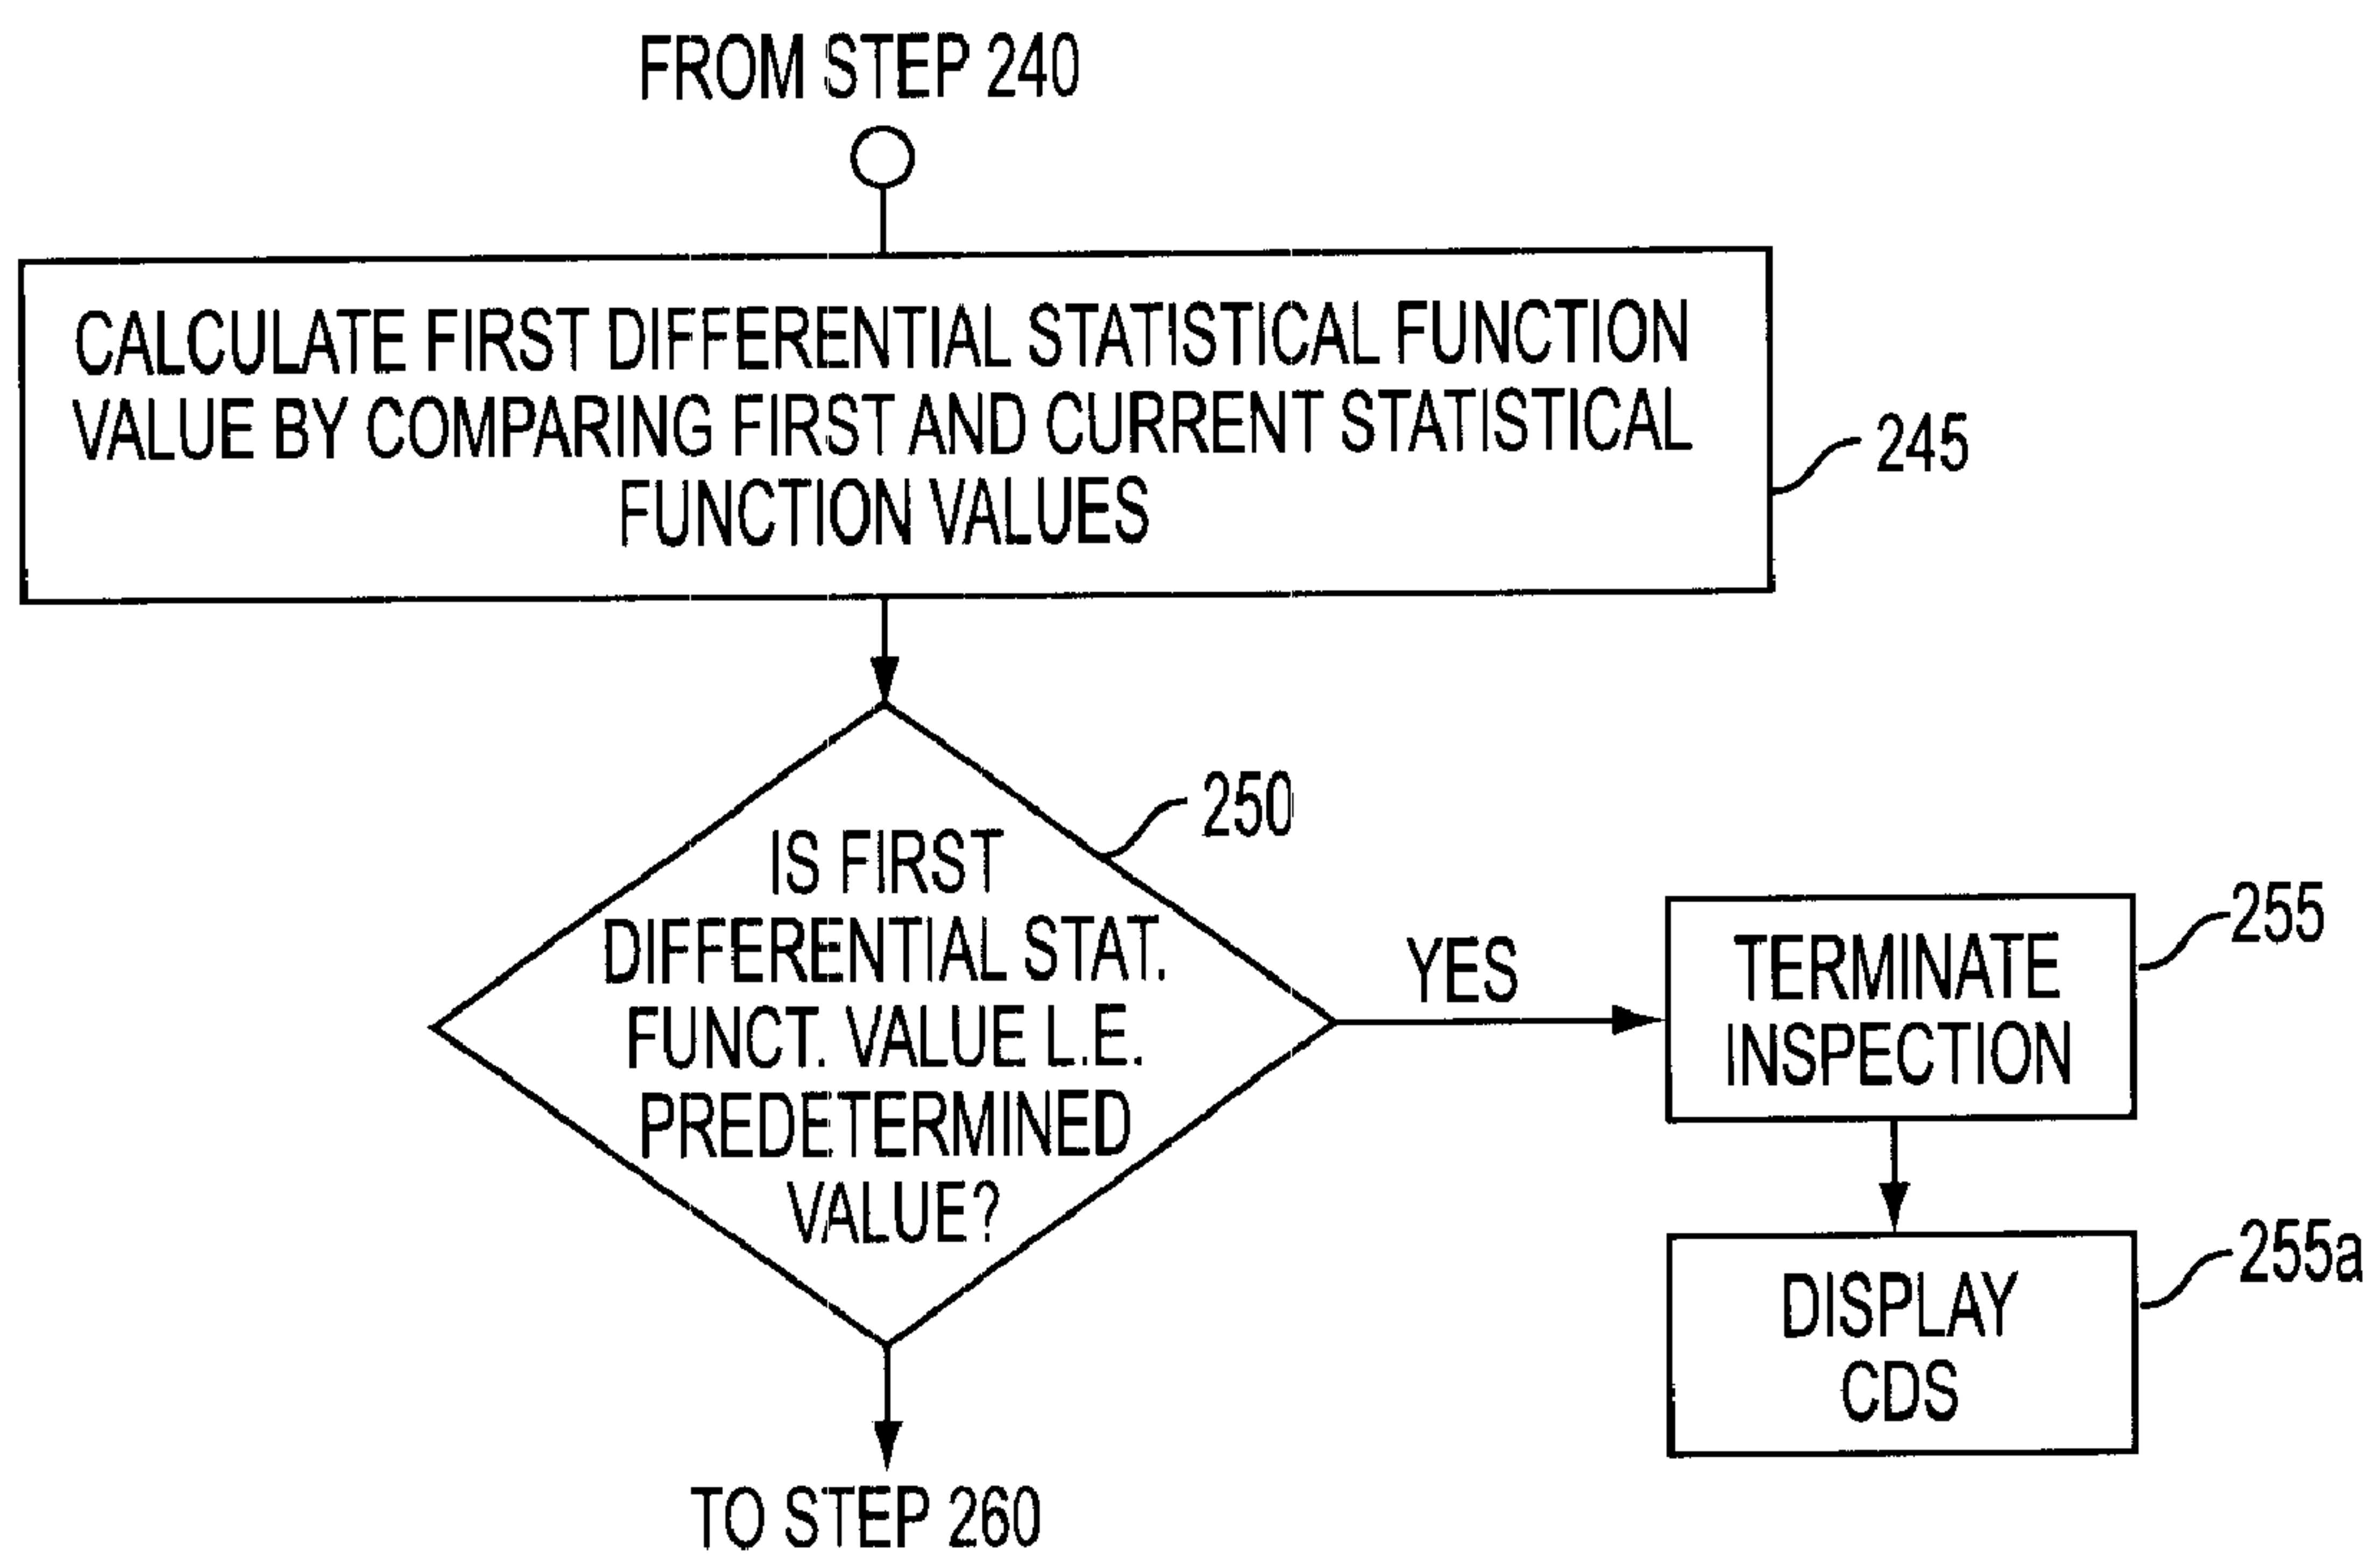 FROM STEP 240
CALCULATE FIRST DIFFERENTIAL STATISTICAL FUNCTION
VALUE BY COMPARING FIRST AND CURRENT STATISTICAL
FUNCTION VALUES
245
250
IS FIRST
DIFFERENTIAL STAT.
FUNCT. VALUE L.E.
PREDETERMINED
VALUE?
YES
255
TERMINATE
INSPECTION
255a
DISPLAY
CDS
TO STEP 260